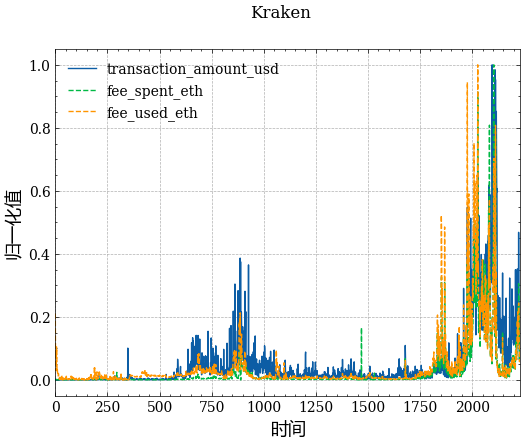 Kraken
transaction_amount_usd
fee_spent_eth
fee_used_eth
归一化值
1.0
0.8
0.6
0.4
0.2
0.0
0 250 500 750 1000 1250 1500 1750 2000
时间